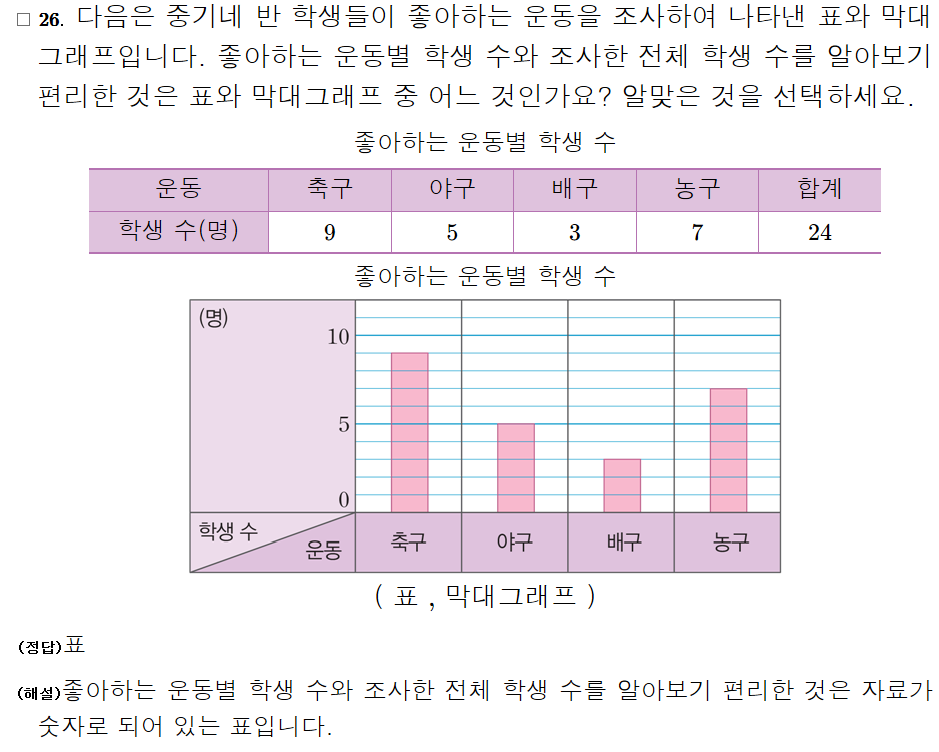 □ 26. 다음은 중기네 반 학생들이 좋아하는 운동을 조사하여 나타낸 표와 막대
그래프입니다. 좋아하는 운동별 학생 수와 조사한 전체 학생 수를 알아보기
편리한 것은 표와 막대그래프 중 어느 것인가요? 알맞은 것을 선택하세요.
좋아하는 운동별 학생 수
운동 축구 야구 배구 농구 합계
학생 수(명) 9 5 3 7 24
좋아하는 운동별 학생 수
(명)
10
5
0
학생 수
운동 축구 야구 배구 농구
( 표 , 막대그래프 )
(정답)표
(해설)좋아하는 운동별 학생 수와 조사한 전체 학생 수를 알아보기 편리한 것은 자료가
숫자로 되어 있는 표입니다.